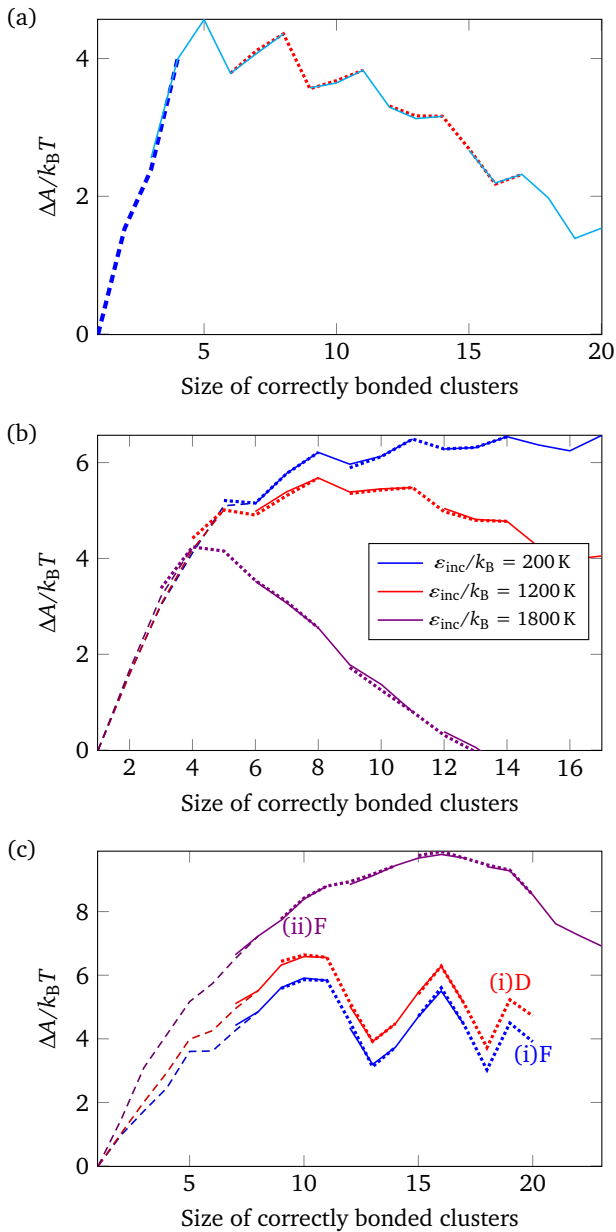 (a)
4
2
0
5
10
15
20
ΔA/k_BT
Size of correctly bonded clusters
(b)
6
4
2
0
2
4
6
8
10
12
14
16
ΔA/k_BT
ε_inc/k_B = 200 K
ε_inc/k_B = 1200 K
ε_inc/k_B = 1800 K
Size of correctly bonded clusters
(c)
8
6
4
2
0
5
10
15
20
ΔA/k_BT
(ii)F
(i)D
(i)F
Size of correctly bonded clusters